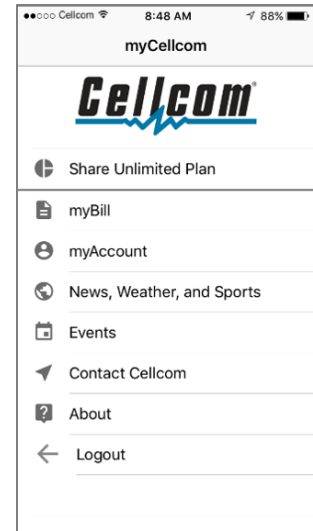 Cellcom 8:48 AM 88%
myCellcom
Cellcom
Share Unlimited Plan
myBill
myAccount
News, Weather, and Sports
Events
Contact Cellcom
About
Logout